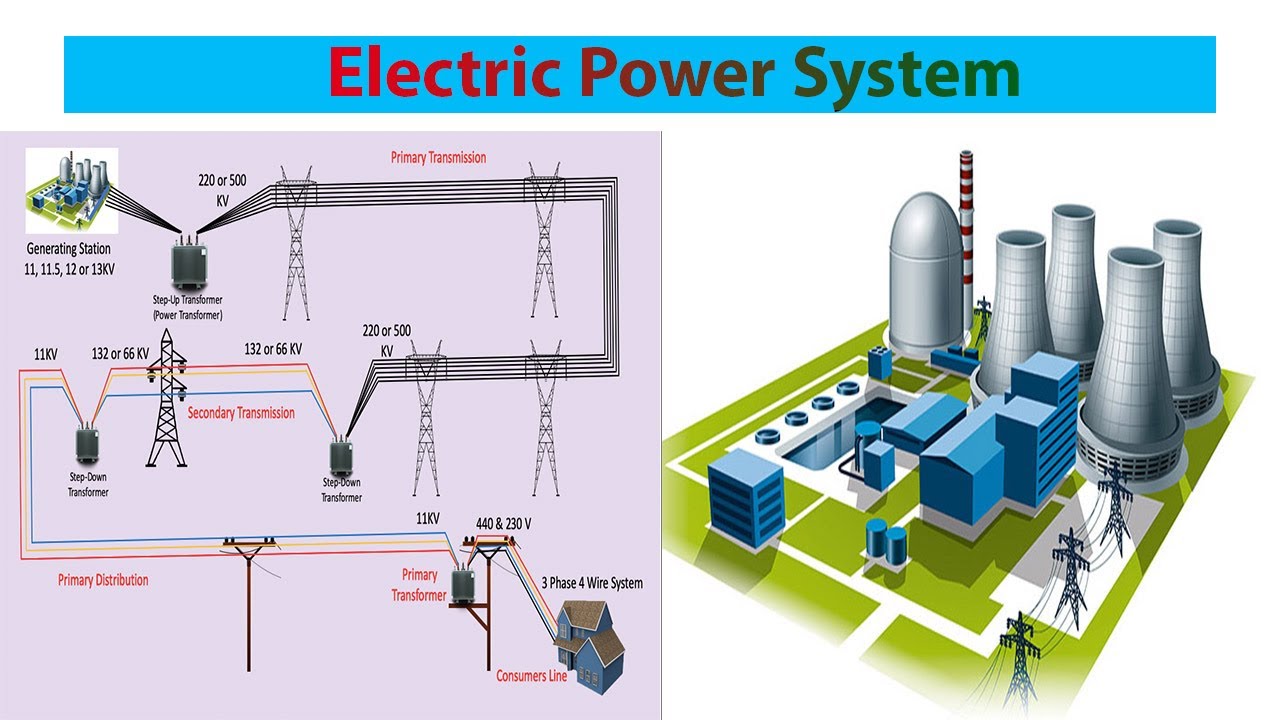 Electric Power System
Primary Transmission
220 or 500
KV
Generating Station
11, 11.5, 12 or 13KV
Step-Up Transformer
(Power Transformer)
220 or 500
KV
11KV
132 or 66 KV
132 or 66 KV
Secondary Transmission
Step-Down
Transformer
Step-Down
Transformer
11KV
440 & 230 V
Primary Distribution
Primary
Transformer
3 Phase 4 Wire System
Consumers Line